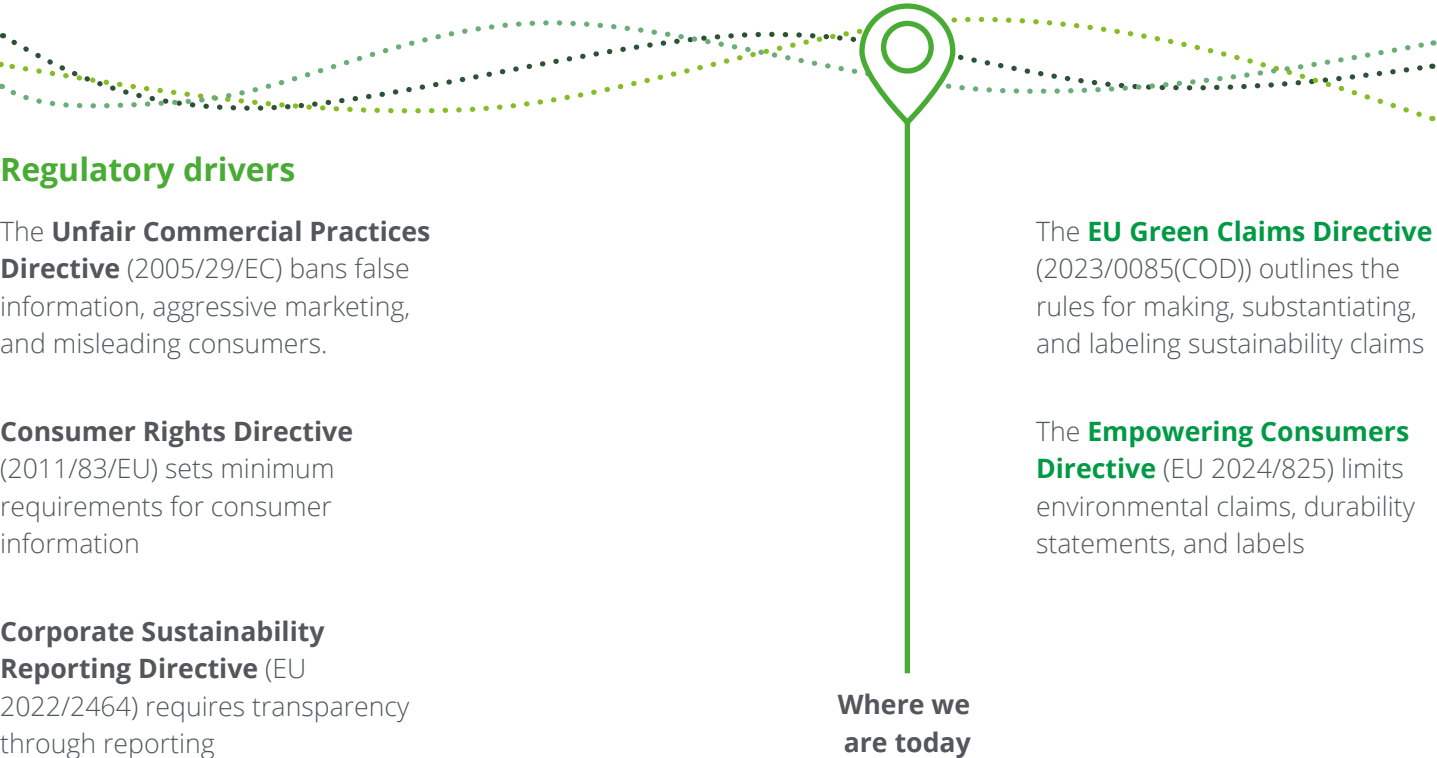 Regulatory drivers
The Unfair Commercial Practices
Directive (2005/29/EC) bans false
information, aggressive marketing,
and misleading consumers.
Consumer Rights Directive
(2011/83/EU) sets minimum
requirements for consumer
information
Corporate Sustainability
Reporting Directive (EU
2022/2464) requires transparency
through reporting
Where we
are today
The EU Green Claims Directive
(2023/0085(COD)) outlines the
rules for making, substantiating,
and labeling sustainability claims
The Empowering Consumers
Directive (EU 2024/825) limits
environmental claims, durability
statements, and labels